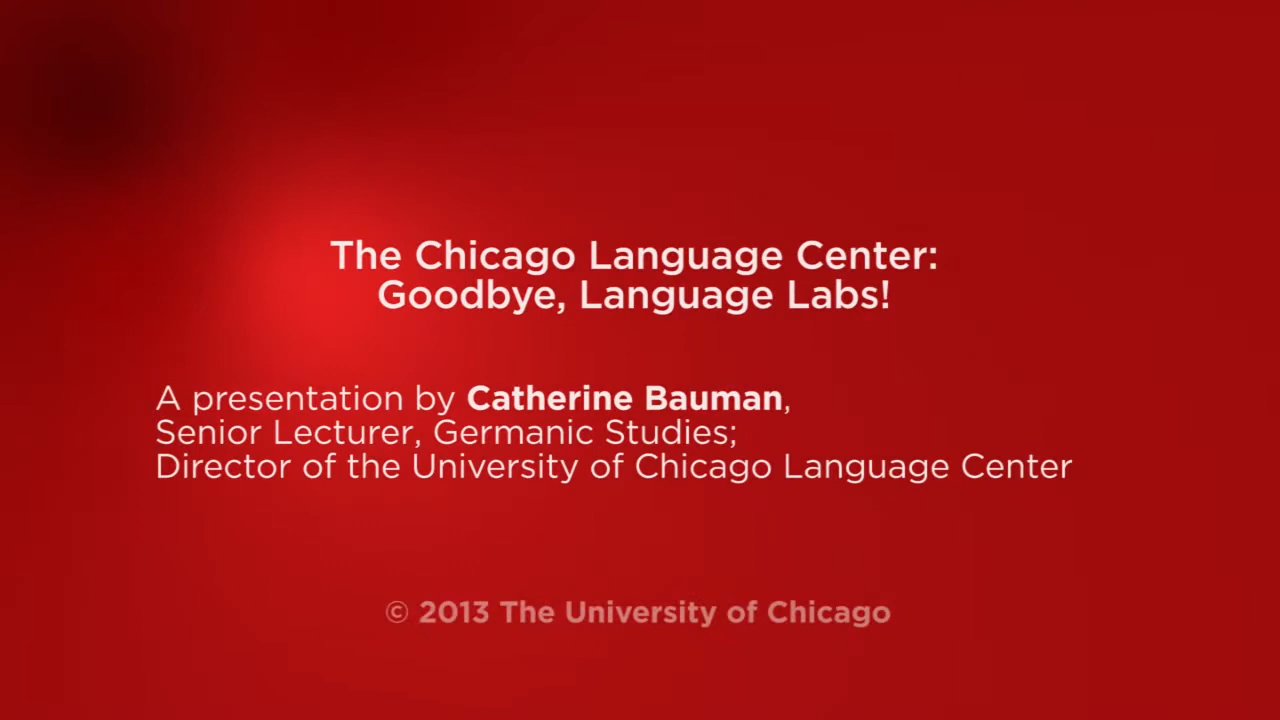 The Chicago Language Center:
Goodbye, Language Labs!
A presentation by Catherine Bauman,
Senior Lecturer, Germanic Studies;
Director of the University of Chicago Language Center
© 2013 The University of Chicago